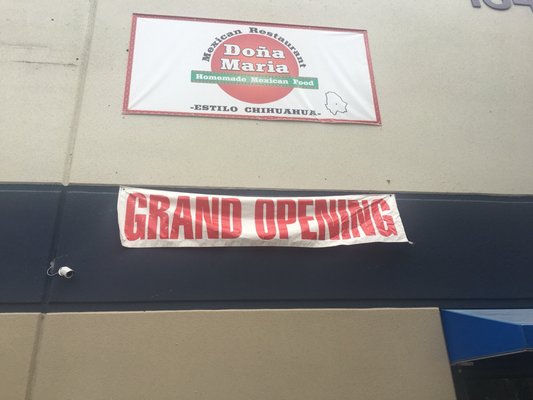 Mexican Restaurant
Doña
Maria
Homemade Mexican Food
-ESTILO CHIHUAHUA-
GRAND OPENING